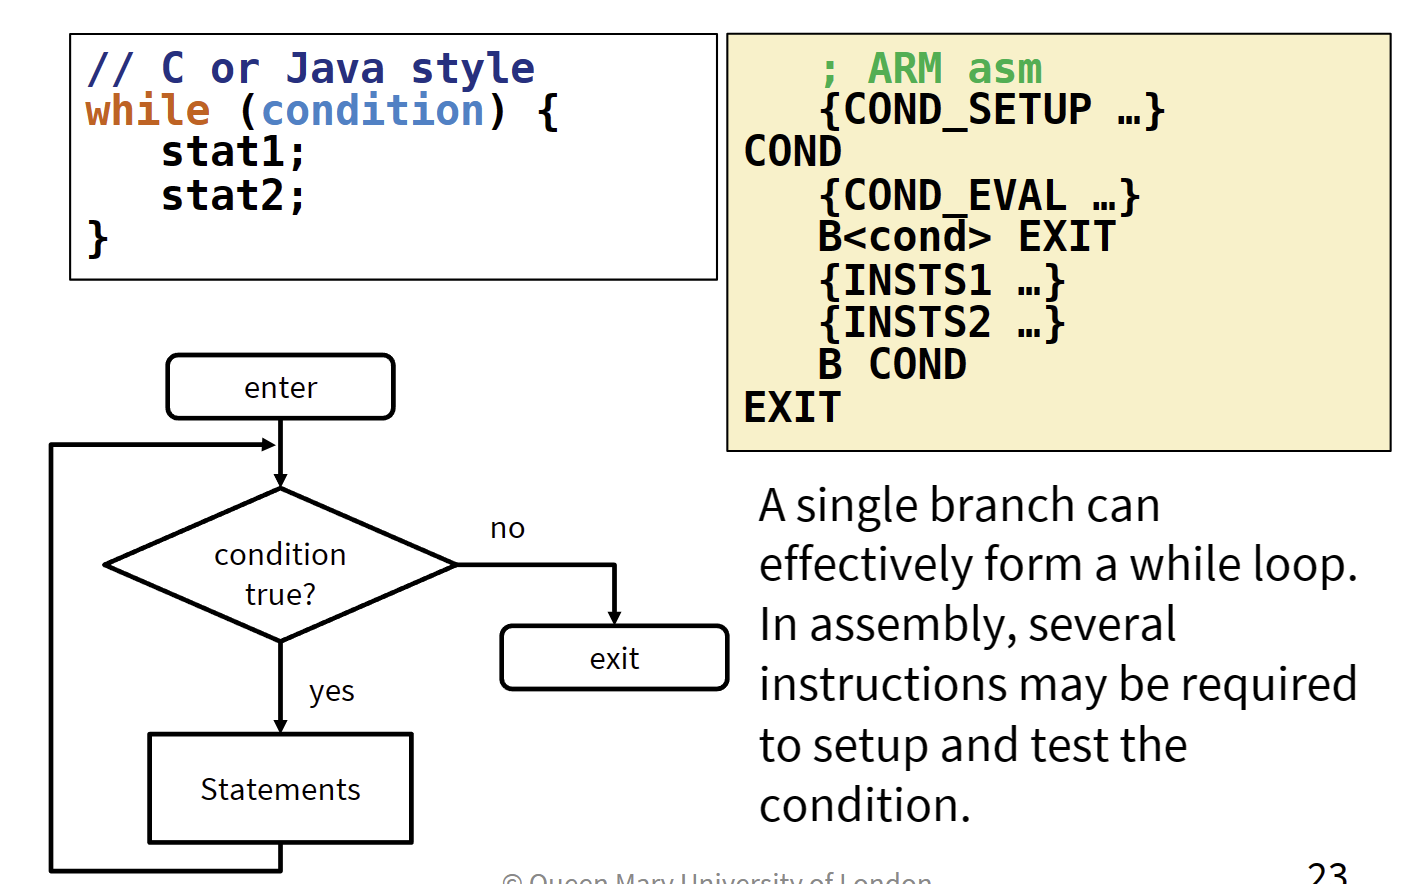 // C or Java style
while (condition) {
   stat1;
   stat2;
}
   ; ARM asm
   {COND_SETUP …}
COND
   {COND_EVAL …}
   B<cond> EXIT
   {INSTS1 …}
   {INSTS2 …}
   B COND
EXIT
enter
condition
true?
no
exit
yes
Statements
A single branch can
effectively form a while loop.
In assembly, several
instructions may be required
to setup and test the
condition.
© Queen Mary University of London
23